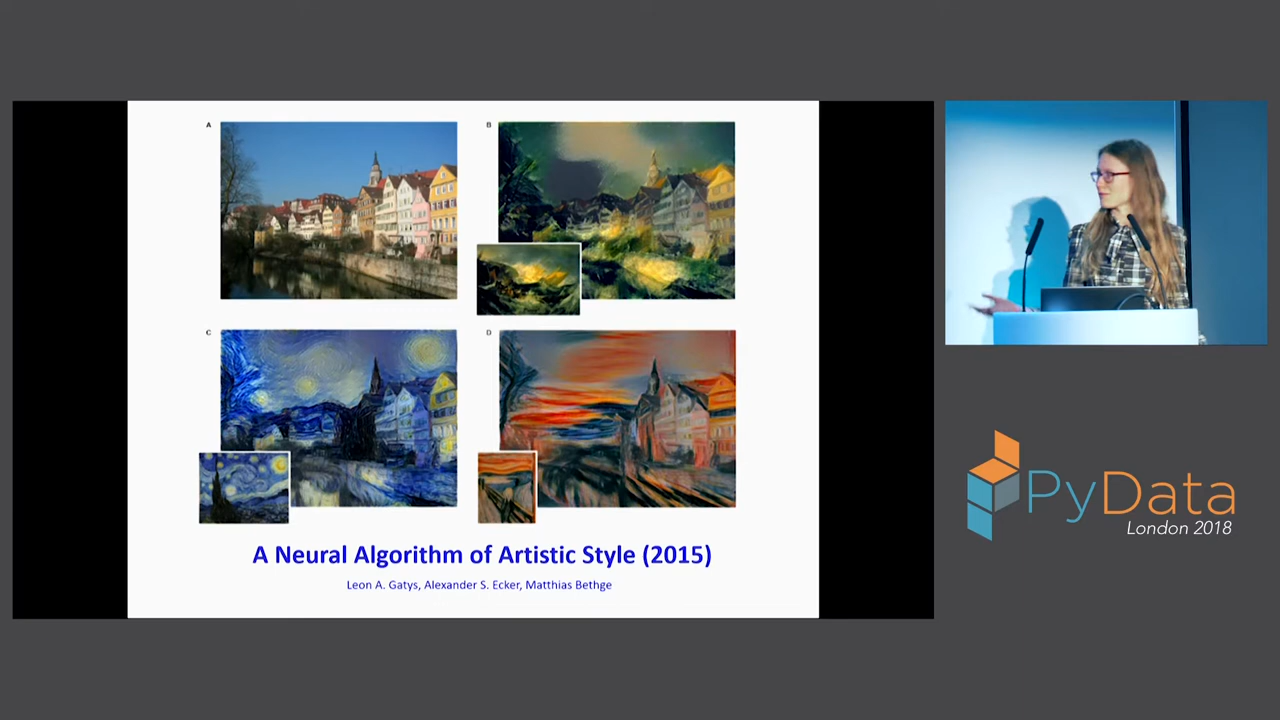 A
B
C
D
A Neural Algorithm of Artistic Style (2015)
Leon A. Gatys, Alexander S. Ecker, Matthias Bethge
PyData
London 2018